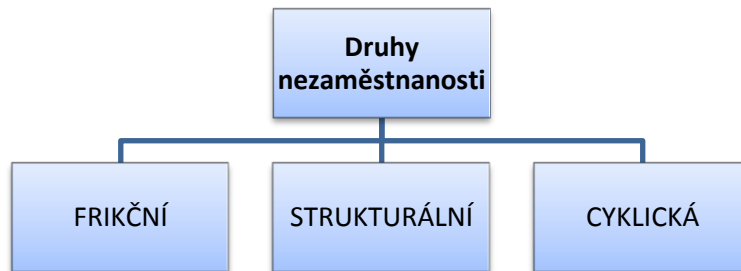 Druhy
nezaměstnanosti
FRIKČNÍ
STRUKTURÁLNÍ
CYKLICKÁ